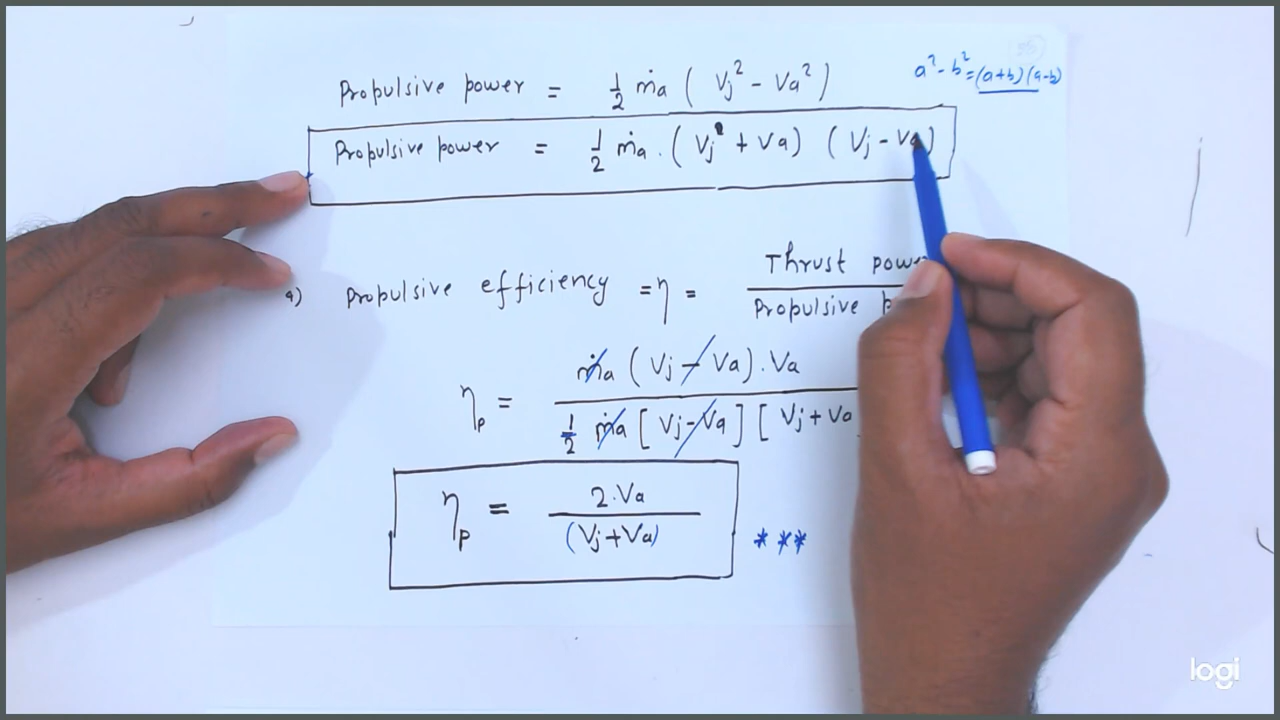 Propulsive power = 1/2 ṁa ( Vj² - Va² )
a² - b² = (a+b) (a-b)
Propulsive power = 1/2 ṁa . ( Vj + Va ) ( Vj - Va )
4) Propulsive efficiency = η = Thrust power / Propulsive p
ηp = ṁa ( Vj - Va ) . Va / 1/2 ṁa [ Vj - Va ] [ Vj + Va
ηp = 2.Va / (Vj + Va)
***
logi